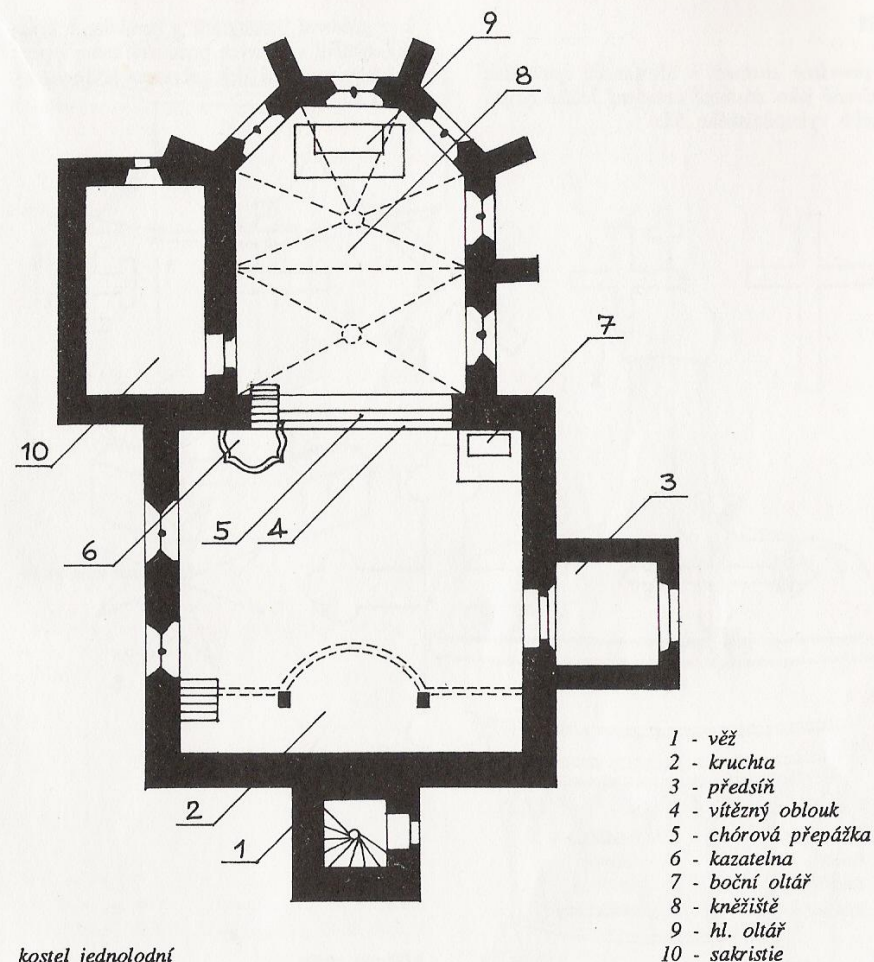 9
8
7
10
3
6
5
4
2
1
1 - věž
2 - kruchta
3 - předsíň
4 - vítězný oblouk
5 - chórová přepážka
6 - kazatelna
7 - boční oltář
8 - kněžiště
9 - hl. oltář
10 - sakristie
kostel jednolodní